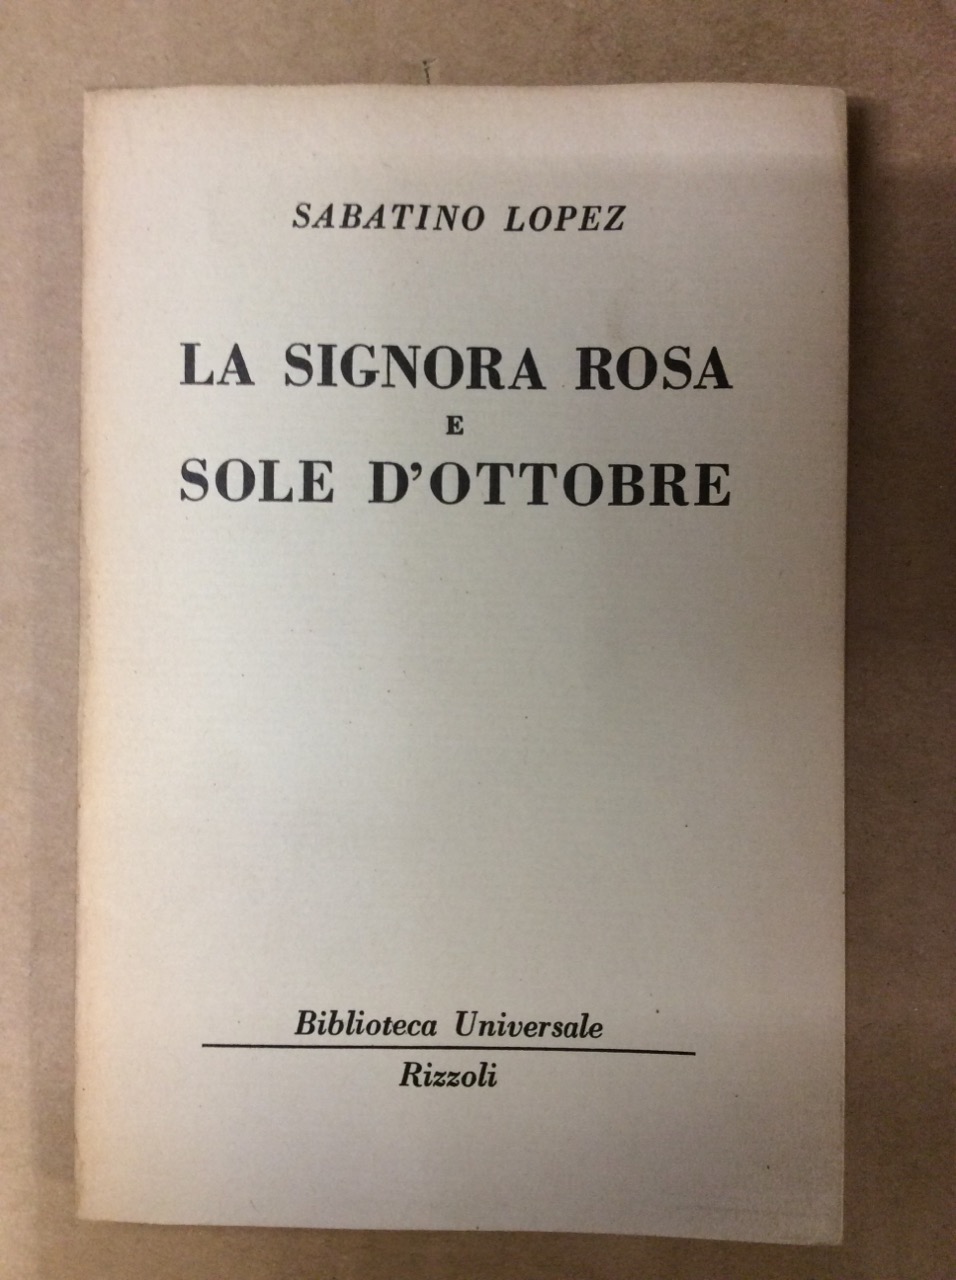 SABATINO LOPEZ
LA SIGNORA ROSA
E
SOLE D'OTTOBRE
Biblioteca Universale
Rizzoli